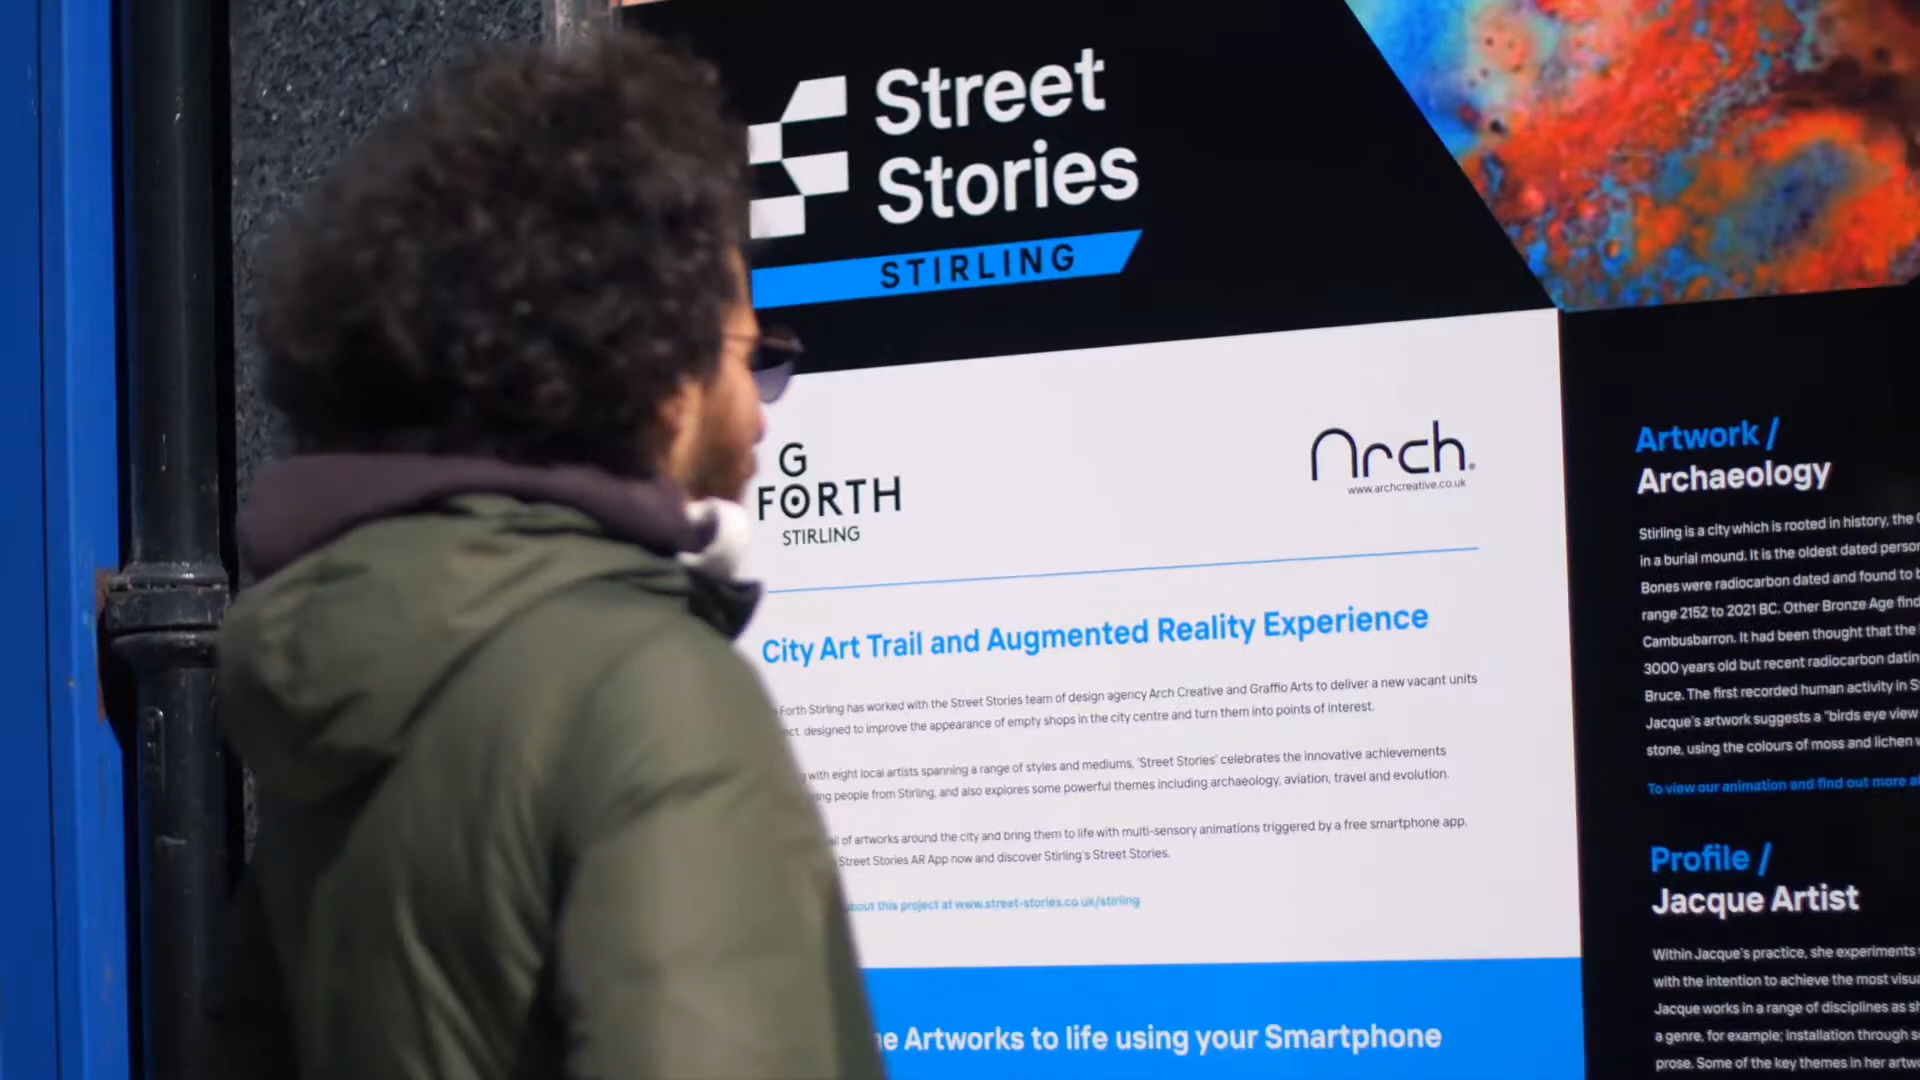 Street
Stories
STIRLING
G
FORTH
STIRLING
Arch.
www.archcreative.co.uk
City Art Trail and Augmented Reality Experience
Forth Stirling has worked with the Street Stories team of design agency Arch Creative and Graffio Arts to deliver a new vacant units
designed to improve the appearance of empty shops in the city centre and turn them into points of interest.
with eight local artists spanning a range of styles and mediums, 'Street Stories' celebrates the innovative achievements
people from Stirling, and also explores some powerful themes including archaeology, aviation, travel and evolution.
of artworks around the city and bring them to life with multi-sensory animations triggered by a free smartphone app.
Street Stories AR App now and discover Stirling's Street Stories.
this project at www.street-stories.co.uk/stirling
Artworks to life using your Smartphone
Artwork /
Archaeology
Stirling is a city which is rooted in history, the
in a burial mound. It is the oldest dated
Bones were radiocarbon dated and found to
range 2152 to 2021 BC. Other Bronze Age
Cambusbarron. It had been thought that the
3000 years old but recent radiocarbon
Bruce. The first recorded human activity in
Jacque's artwork suggests a "birds eye view
stone, using the colours of moss and lichen
To view our animation and find out more
Profile /
Jacque Artist
Within Jacque's practice, she experiments
with the intention to achieve the most
Jacque works in a range of disciplines as
a genre, for example; installation through
prose. Some of the key themes in her